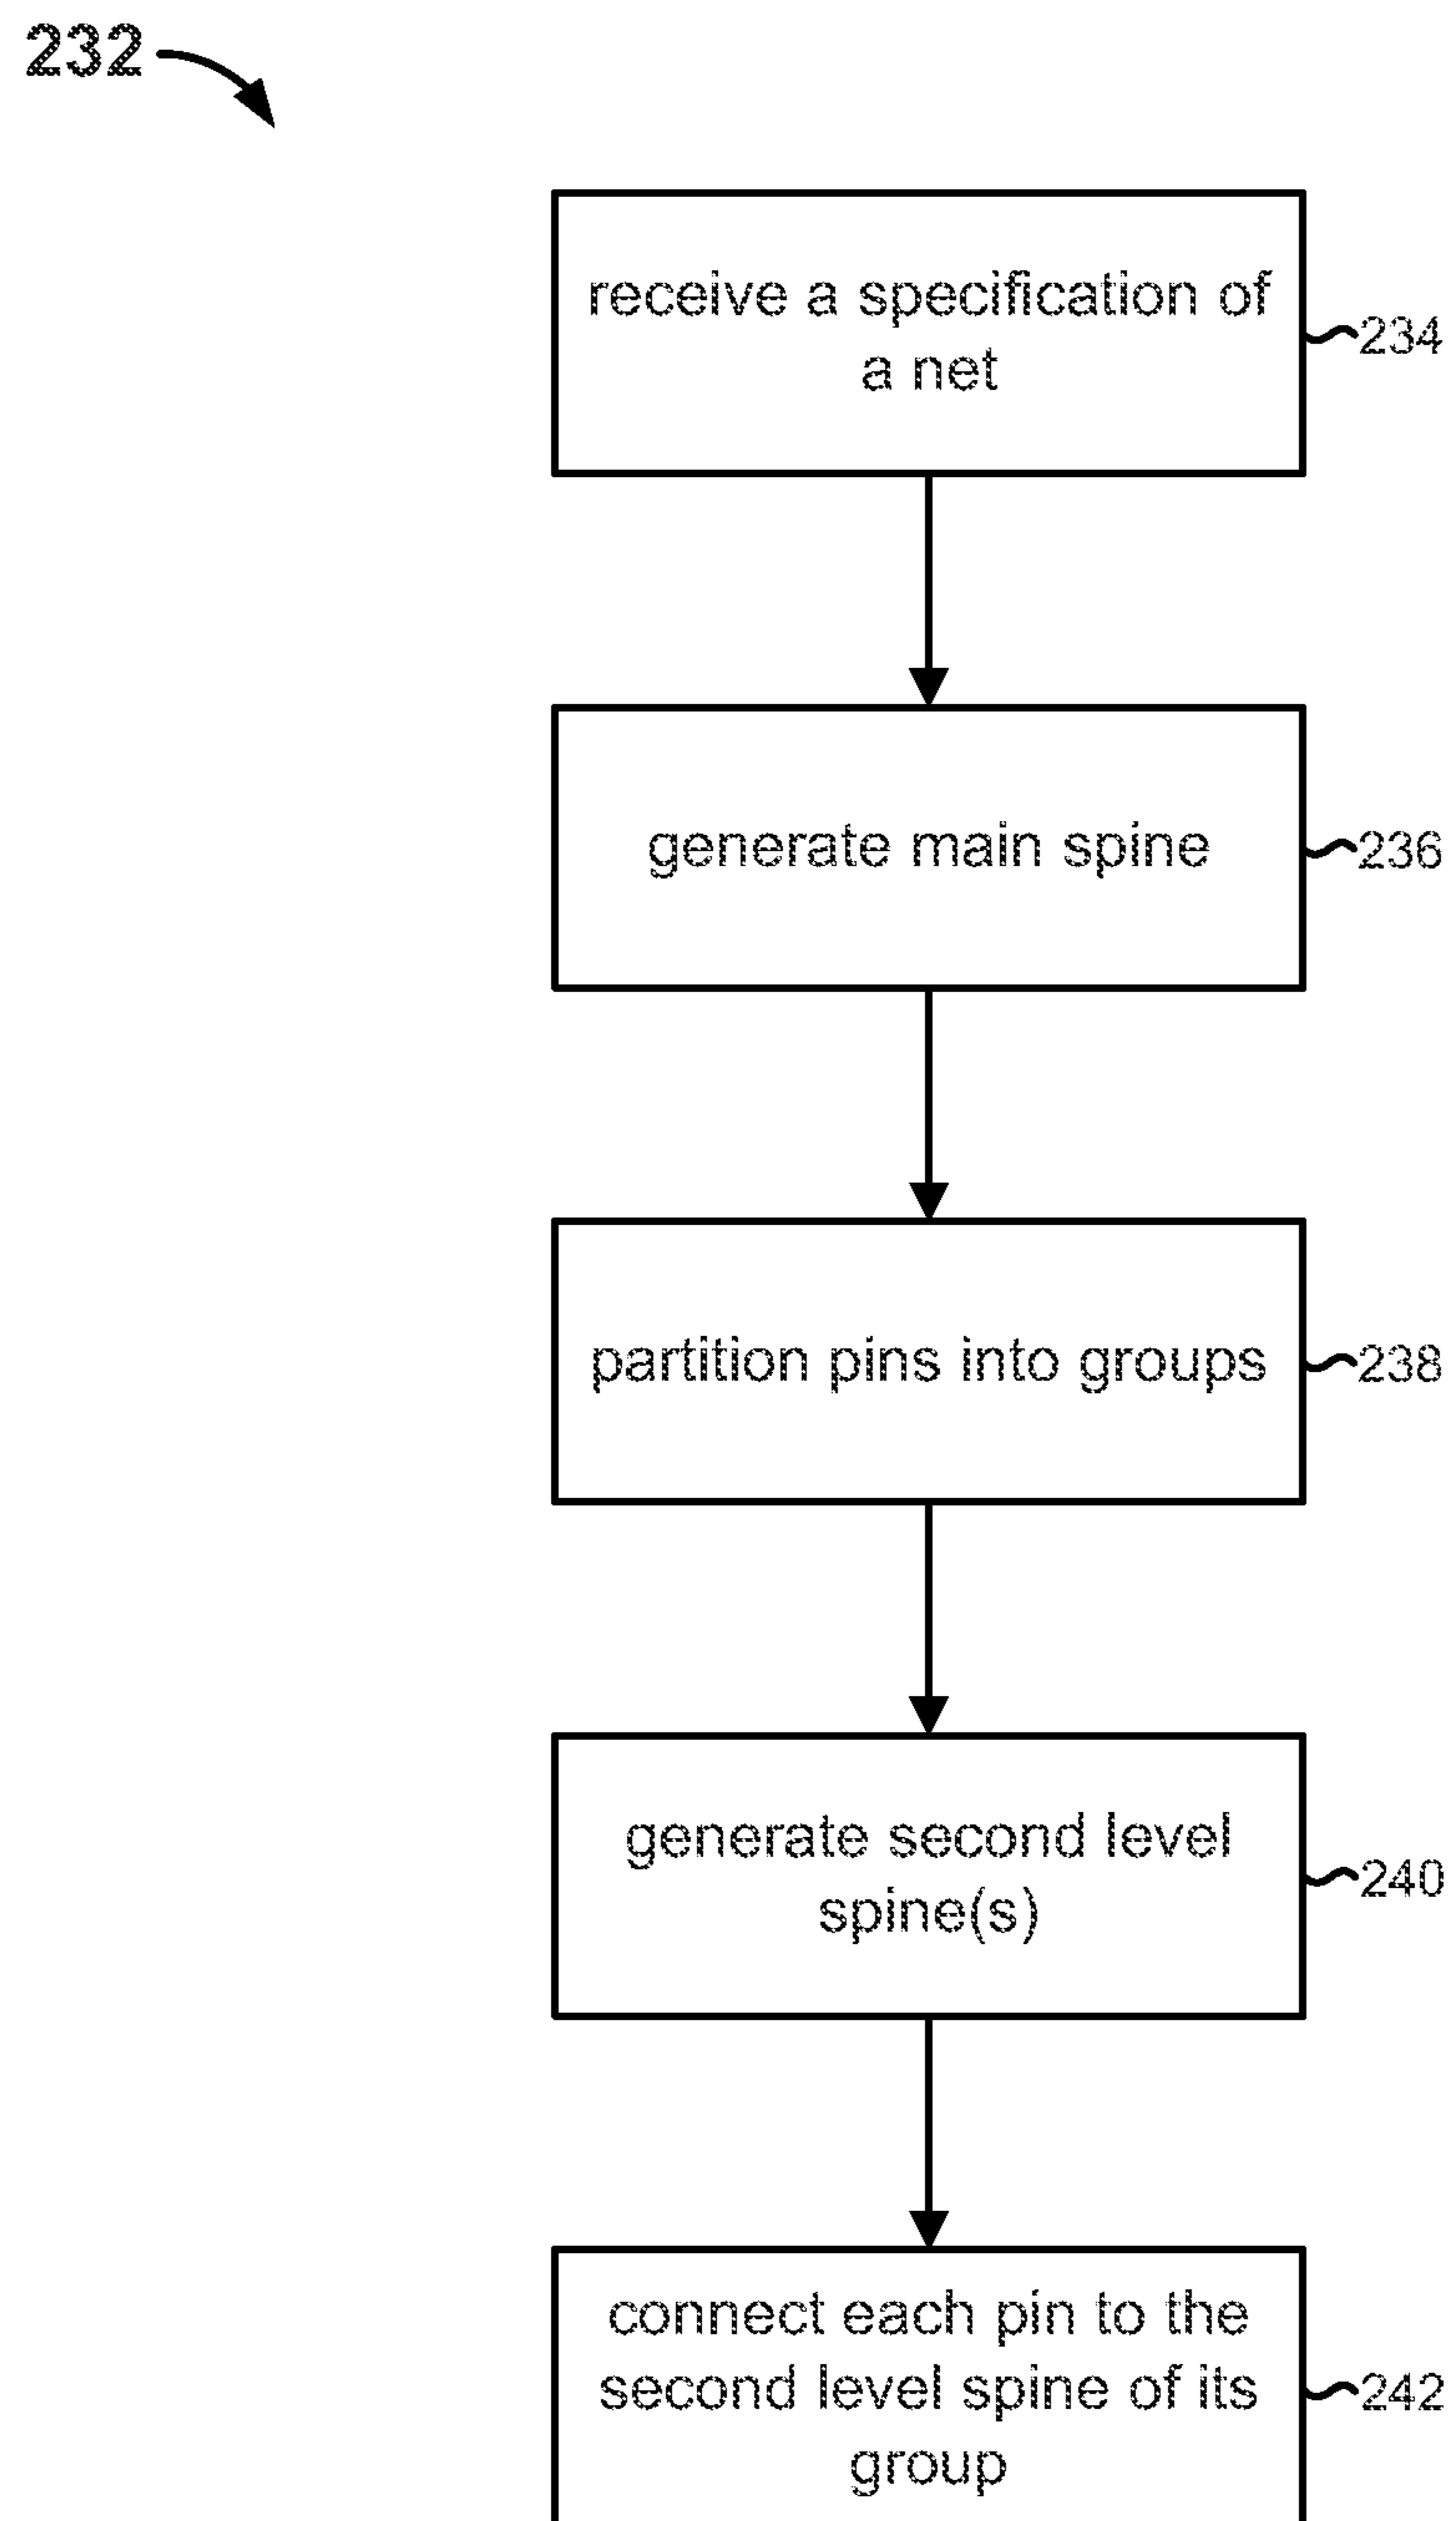 232
receive a specification of
a net
234
generate main spine
236
partition pins into groups
238
generate second level
spine(s)
240
connect each pin to the
second level spine of its
group
242